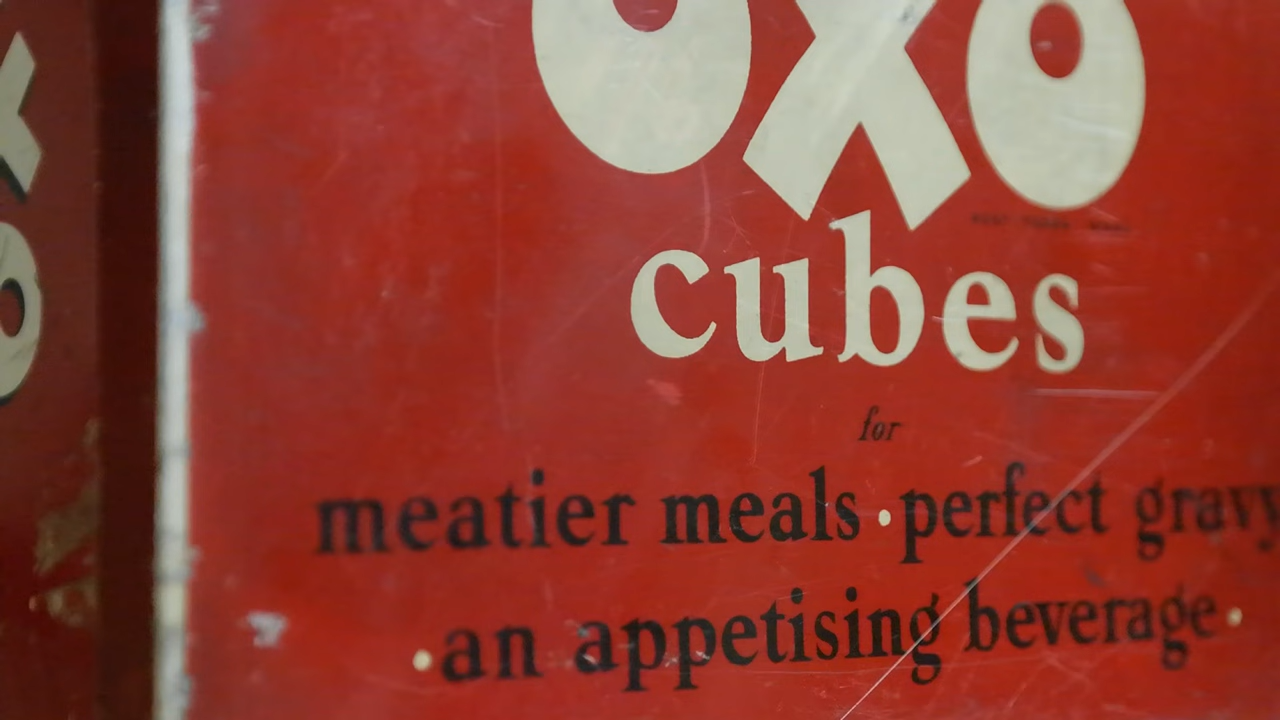 OXO
cubes
for
meatier meals · perfect gravy
· an appetising beverage ·